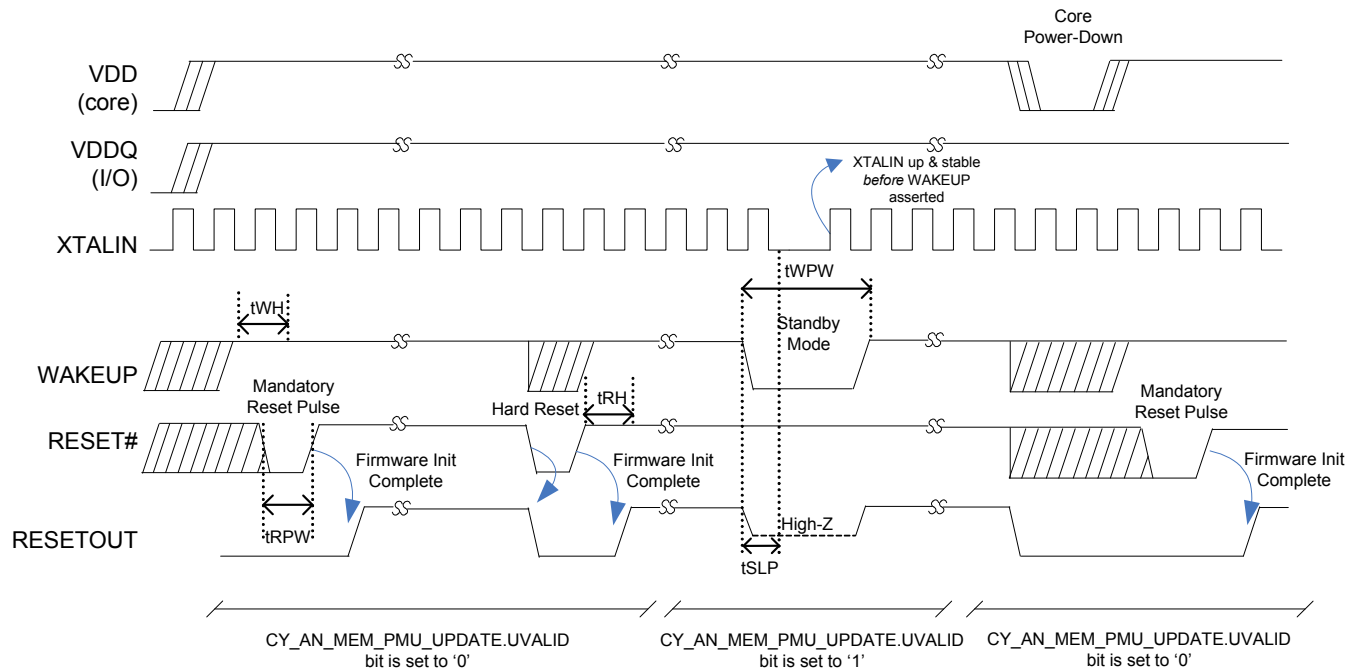 Core
Power-Down
VDD
(core)
VDDQ
(I/O)
XTALIN up & stable
before WAKEUP
asserted
XTALIN
tWPW
tWH
Standby
Mode
WAKEUP
Mandatory
Reset Pulse
Hard Reset
tRH
Mandatory
Reset Pulse
RESET#
Firmware Init
Complete
Firmware Init
Complete
Firmware Init
Complete
High-Z
RESETOUT
tRPW
tSLP
CY_AN_MEM_PMU_UPDATE.UVALID
bit is set to ‘0’
CY_AN_MEM_PMU_UPDATE.UVALID
bit is set to ‘1’
CY_AN_MEM_PMU_UPDATE.UVALID
bit is set to ‘0’